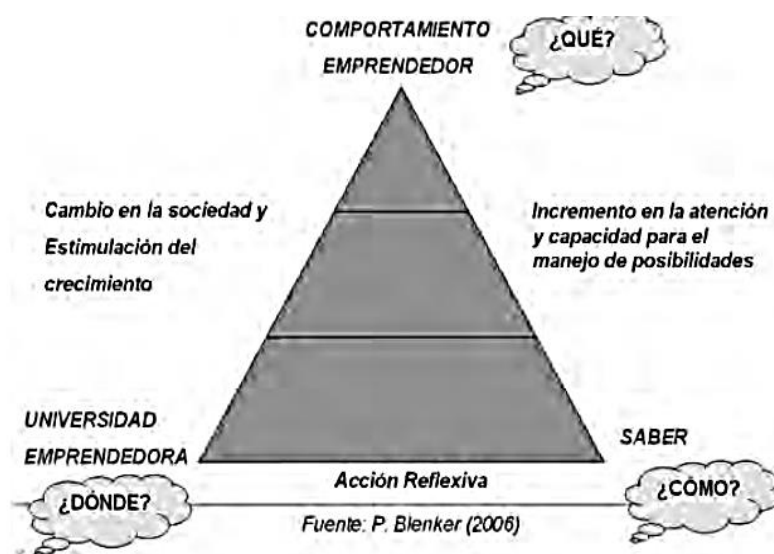 COMPORTAMIENTO
EMPRENDEDOR
¿QUÉ?
Cambio en la sociedad y
Estimulación del
crecimiento
Incremento en la atención
y capacidad para el
manejo de posibilidades
UNIVERSIDAD
EMPRENDEDORA
SABER
Acción Reflexiva
¿DÓNDE?
¿CÓMO?
Fuente: P. Blenker (2006)